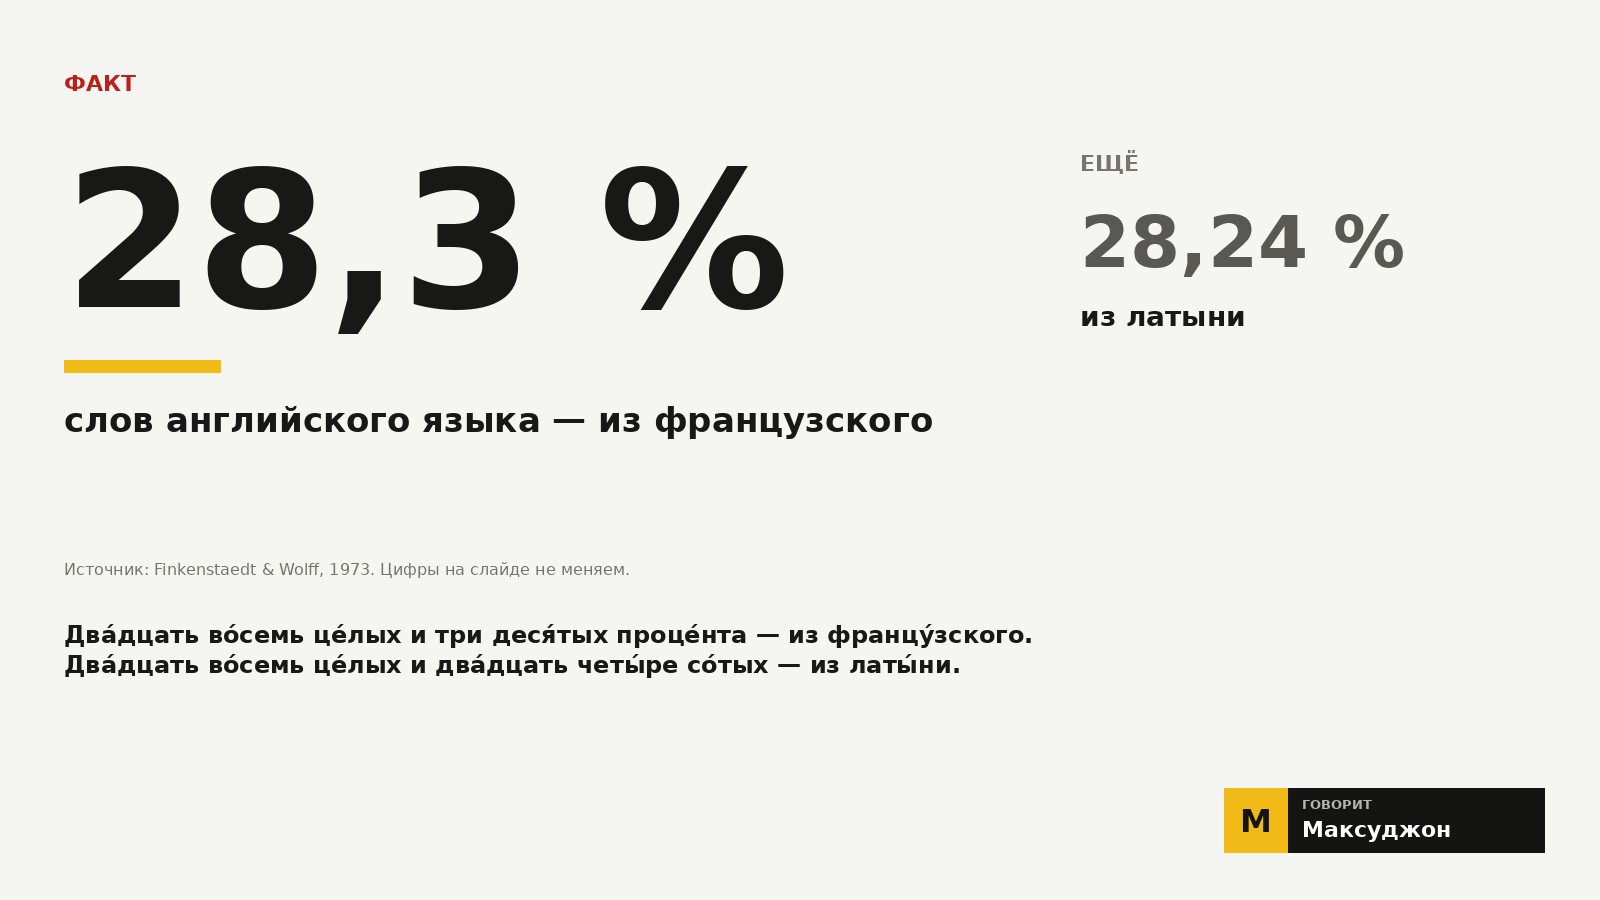 ФАКТ
28,3 %
слов английского языка — из французского
ЕЩЁ
28,24 %
из латыни
Источник: Finkenstaedt & Wolff, 1973. Цифры на слайде не меняем.
Два́дцать во́семь це́лых и три деся́тых проце́нта — из францу́зского.
Два́дцать во́семь це́лых и два́дцать четы́ре со́тых — из латы́ни.
М
ГОВОРИТ
Максуджон